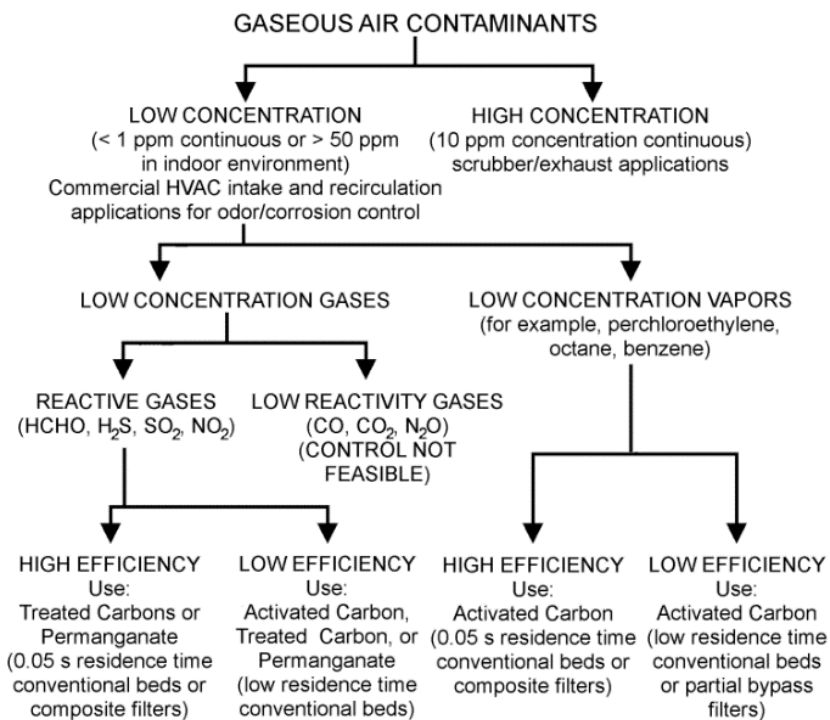 GASEOUS AIR CONTAMINANTS
LOW CONCENTRATION
(< 1 ppm continuous or > 50 ppm
in indoor environment)
Commercial HVAC intake and recirculation
applications for odor/corrosion control
HIGH CONCENTRATION
(10 ppm concentration continuous)
scrubber/exhaust applications
LOW CONCENTRATION GASES
LOW CONCENTRATION VAPORS
(for example, perchloroethylene,
octane, benzene)
REACTIVE GASES
(HCHO, H₂S, SO₂, NO₂)
LOW REACTIVITY GASES
(CO, CO₂, N₂O)
(CONTROL NOT
FEASIBLE)
HIGH EFFICIENCY
Use:
Treated Carbons or
Permanganate
(0.05 s residence time
conventional beds or
composite filters)
LOW EFFICIENCY
Use:
Activated Carbon,
Treated Carbon, or
Permanganate
(low residence time
conventional beds)
HIGH EFFICIENCY
Use:
Activated Carbon
(0.05 s residence time
conventional beds or
composite filters)
LOW EFFICIENCY
Use:
Activated Carbon
(low residence time
conventional beds
or partial bypass
filters)